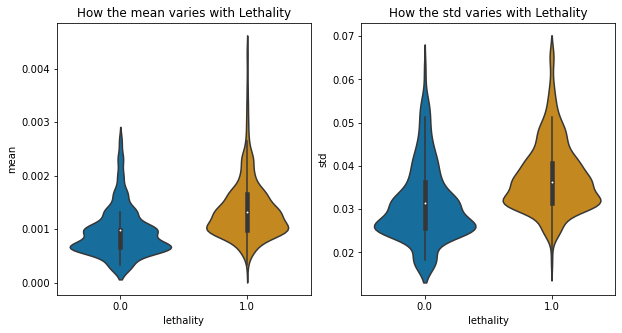 How the mean varies with Lethality
mean
0.004
0.003
0.002
0.001
0.000
0.0 1.0
lethality
How the std varies with Lethality
std
0.07
0.06
0.05
0.04
0.03
0.02
0.0 1.0
lethality